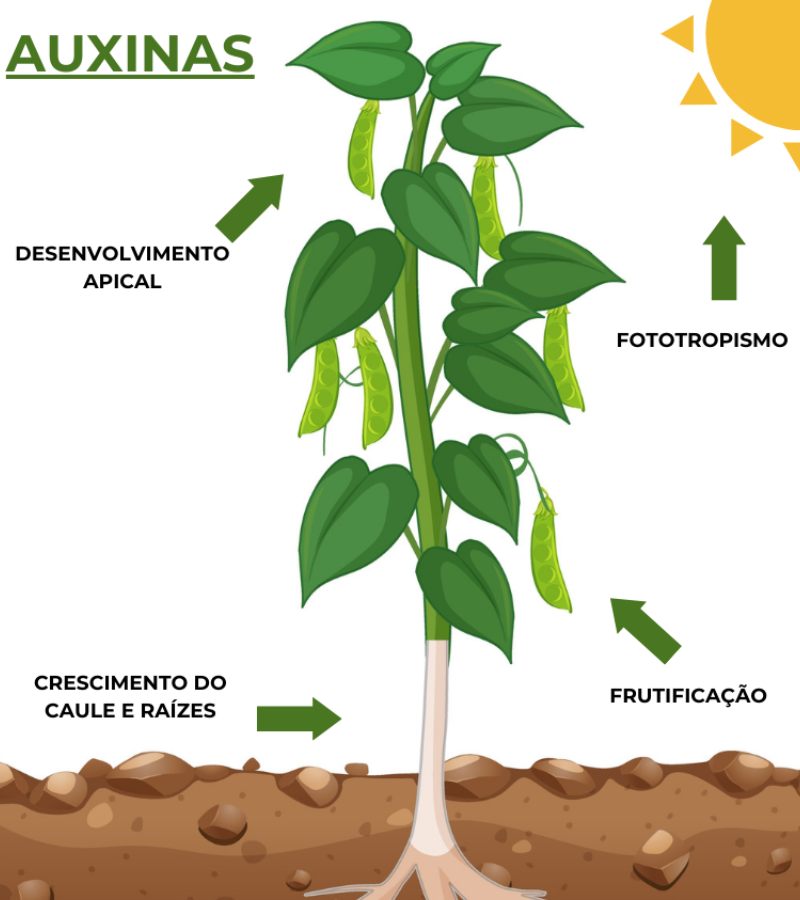 AUXINAS
DESENVOLVIMENTO
APICAL
FOTOTROPISMO
CRESCIMENTO DO
CAULE E RAÍZES
FRUTIFICAÇÃO